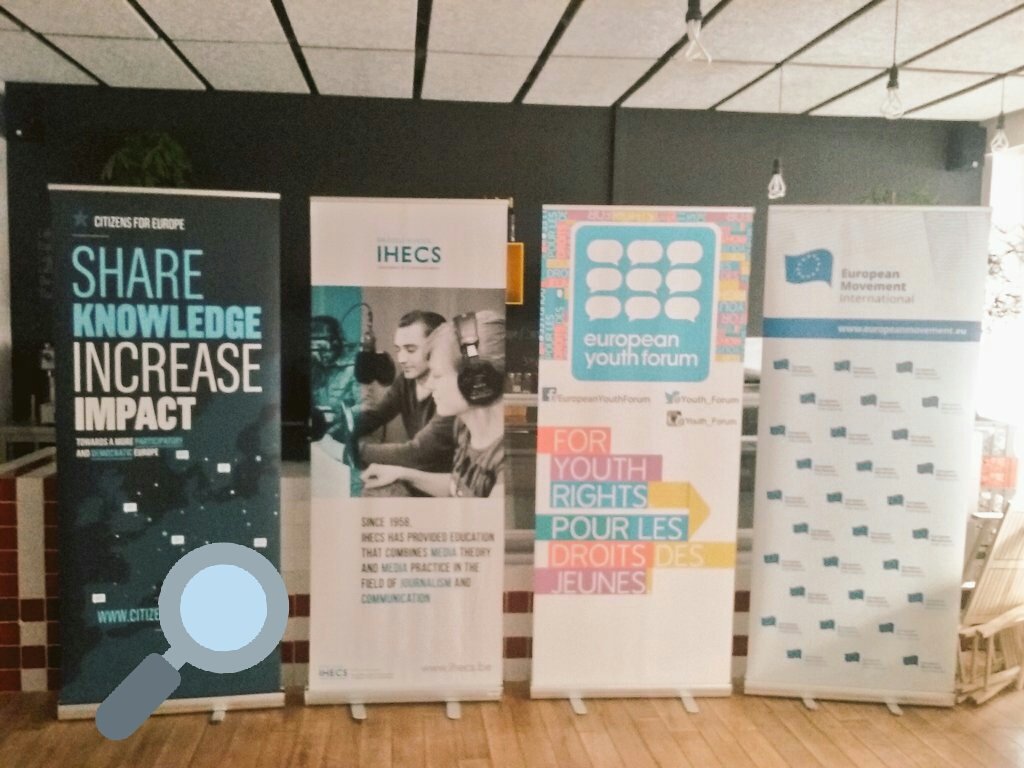 CITIZENS FOR EUROPE
SHARE
KNOWLEDGE
INCREASE
IMPACT
TOWARDS A MORE PARTICIPATORY
AND DEMOCRATIC EUROPE
IHECS
SINCE 1958,
IHECS HAS PROVIDED EDUCATION
THAT COMBINES MEDIA THEORY
AND MEDIA PRACTICE IN THE
FIELD OF JOURNALISM AND
COMMUNICATION
IHECS
www.ihecs.be
european
youth forum
@EuropeanYouthForum
@Youth_Forum
@Youth_Forum
FOR
YOUTH
RIGHTS
POUR LES
DROITS DES
JEUNES
European
Movement
International
www.europeanmovement.eu